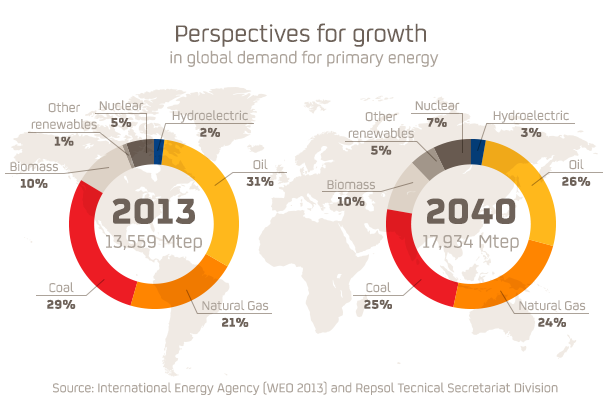 Perspectives for growth
in global demand for primary energy
Other
renewables
1%
Nuclear
5%
Hydroelectric
2%
Biomass
10%
Oil
31%
2013
13,559 Mtep
Coal
29%
Natural Gas
21%
Other
renewables
5%
Nuclear
7%
Hydroelectric
3%
Biomass
10%
Oil
26%
2040
17,934 Mtep
Coal
25%
Natural Gas
24%
Source: International Energy Agency (WEO 2013) and Repsol Tecnical Secretariat Division